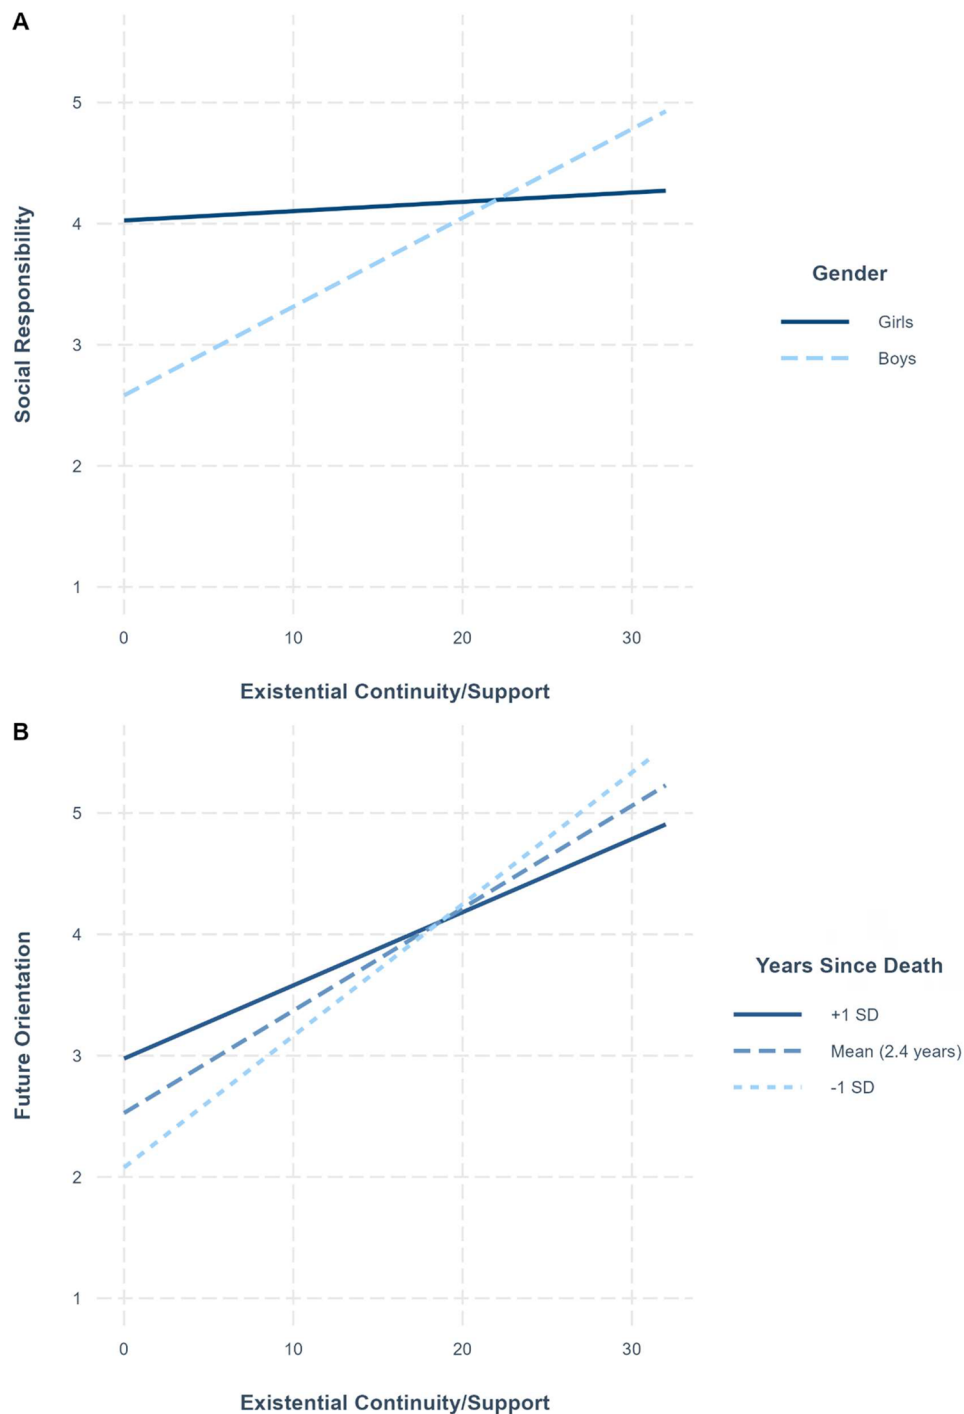 A
5
4
3
2
1
Social Responsibility
0 10 20 30
Existential Continuity/Support
Gender
Girls
Boys
B
5
4
3
2
1
Future Orientation
0 10 20 30
Existential Continuity/Support
Years Since Death
+1 SD
Mean (2.4 years)
-1 SD